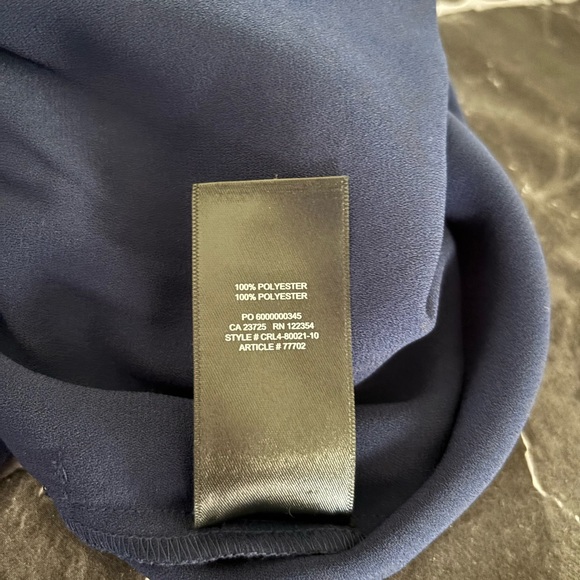 100% POLYESTER
100% POLYESTER
PO 6000000345
CA 23725 RN 122354
STYLE # CRL4-80021-10
ARTICLE # 77702